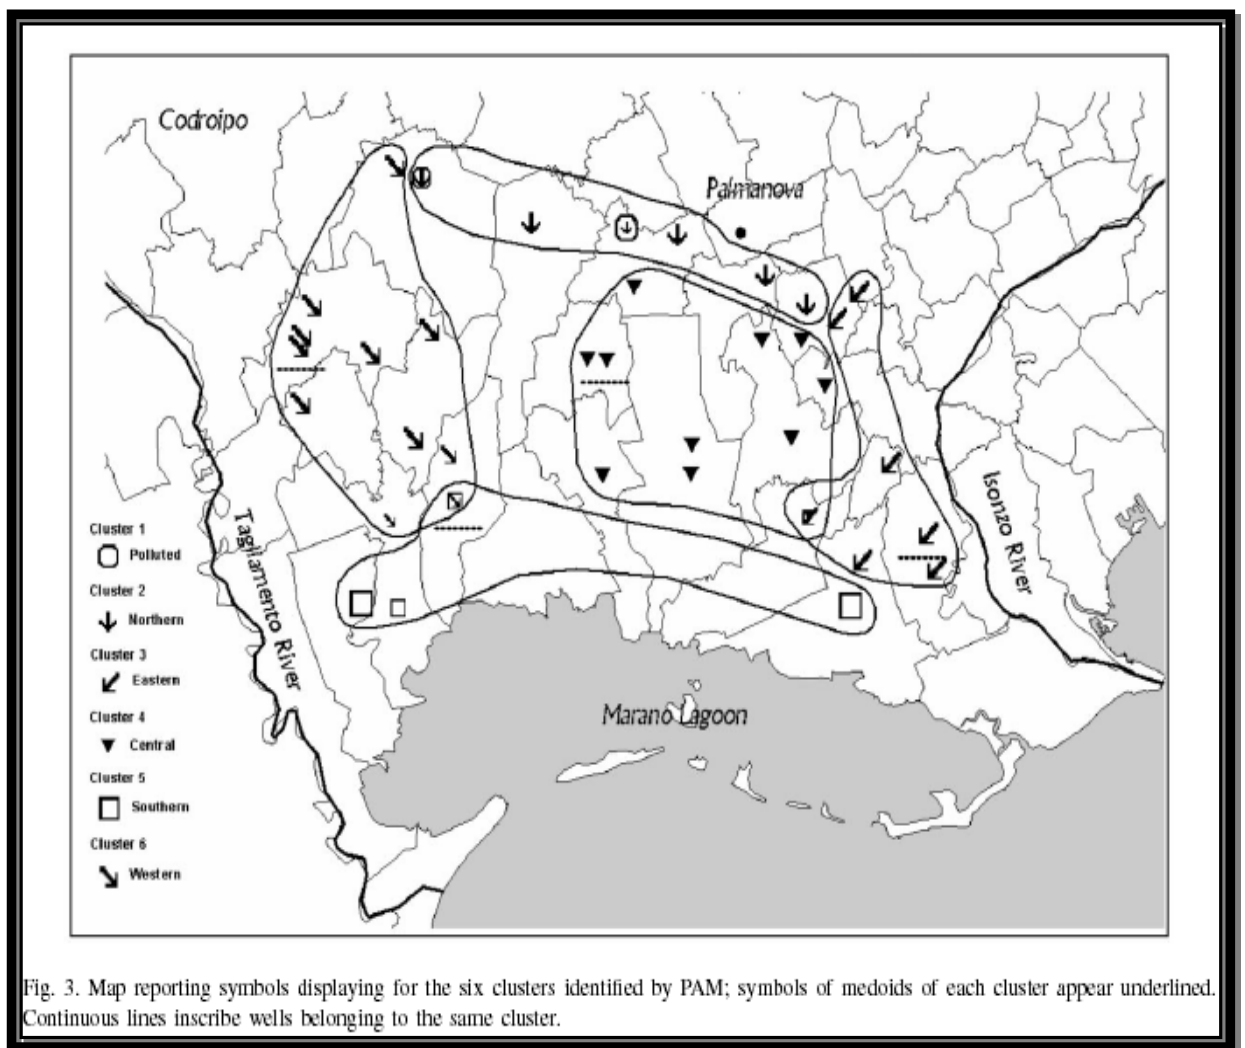 Codroipo
Palmanova
Isonzo River
Tagliamento River
Cluster 1
Polluted
Cluster 2
Northern
Cluster 3
Eastern
Cluster 4
Central
Cluster 5
Southern
Cluster 6
Western
Marano Lagoon
Fig. 3. Map reporting symbols displaying for the six clusters identified by PAM; symbols of medoids of each cluster appear underlined.
Continuous lines inscribe wells belonging to the same cluster.